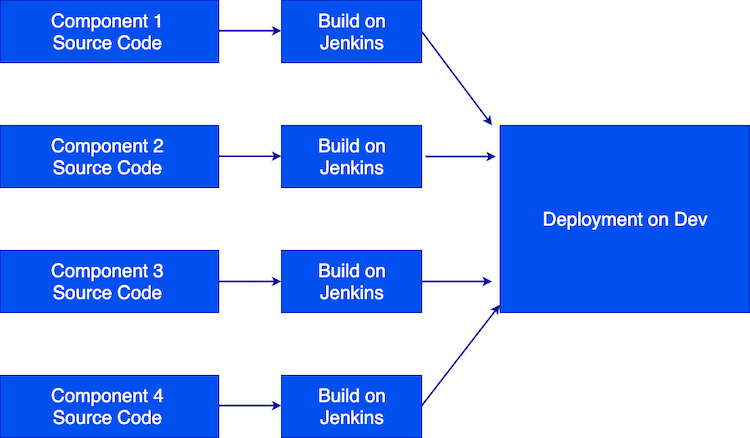 Component 1
Source Code
Build on
Jenkins
Component 2
Source Code
Build on
Jenkins
Deployment on Dev
Component 3
Source Code
Build on
Jenkins
Component 4
Source Code
Build on
Jenkins